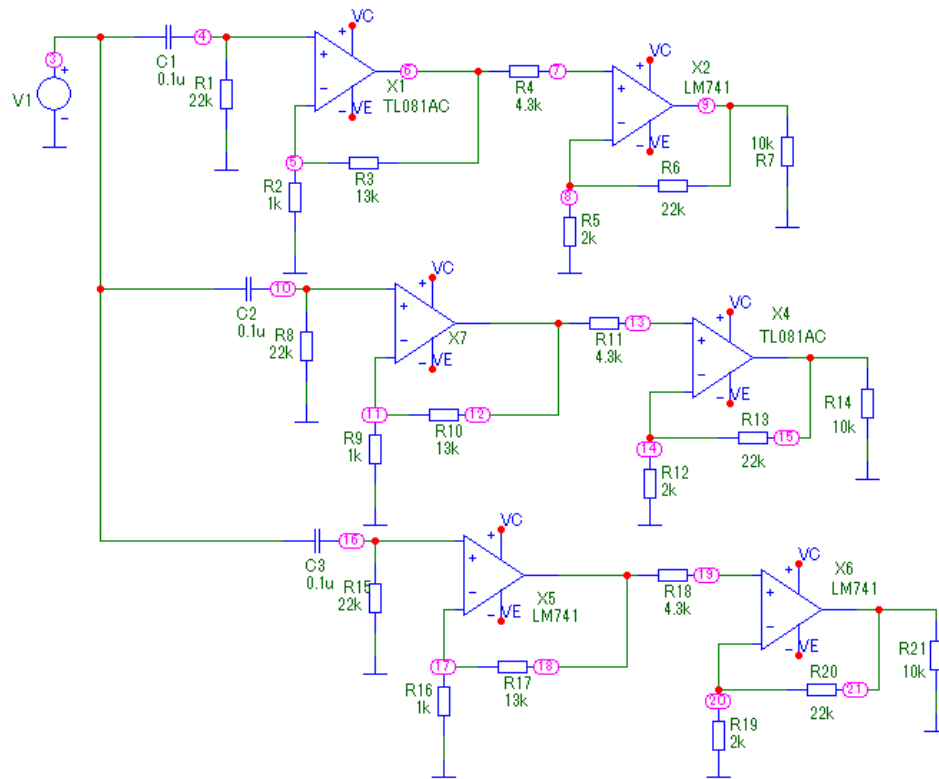 VC
3
4
C1
0.1u
R1
22k
V1
+
-
+
-
+
-
6
X1
TL081AC
VE
5
R2
1k
R3
13k
R4
4.3k
7
VC
X2
LM741
+
-
+
-
9
VE
8
R5
2k
R6
22k
10k
R7
VC
10
C2
0.1u
R8
22k
+
-
+
-
X7
VE
11
R9
1k
R10
13k
12
R11
4.3k
13
VC
X4
TL081AC
+
-
+
-
VE
14
R12
2k
R13
22k
15
R14
10k
VC
16
C3
0.1u
R15
22k
+
-
+
-
X5
LM741
VE
17
R16
1k
R17
13k
18
R18
4.3k
19
VC
X6
LM741
+
-
+
-
VE
20
R19
2k
R20
22k
21
R21
10k